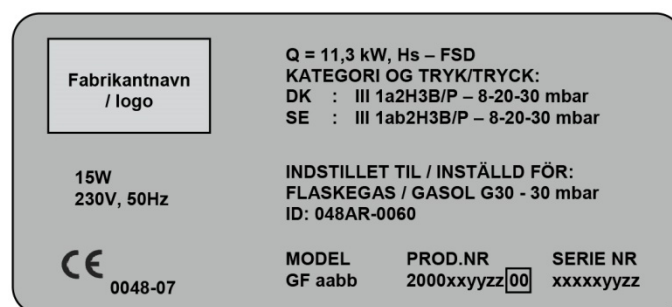 Fabrikantnavn
/ logo
Q = 11,3 kW, Hs – FSD
KATEGORI OG TRYK/TRYCK:
DK : III 1a2H3B/P – 8-20-30 mbar
SE : III 1ab2H3B/P – 8-20-30 mbar
15W
230V, 50Hz
INDSTILLET TIL / INSTÄLLD FÖR:
FLASKEGAS / GASOL G30 - 30 mbar
ID: 048AR-0060
CE 0048-07
MODEL PROD.NR SERIE NR
GF aabb 2000xxyyzz 00 xxxxxyyzz